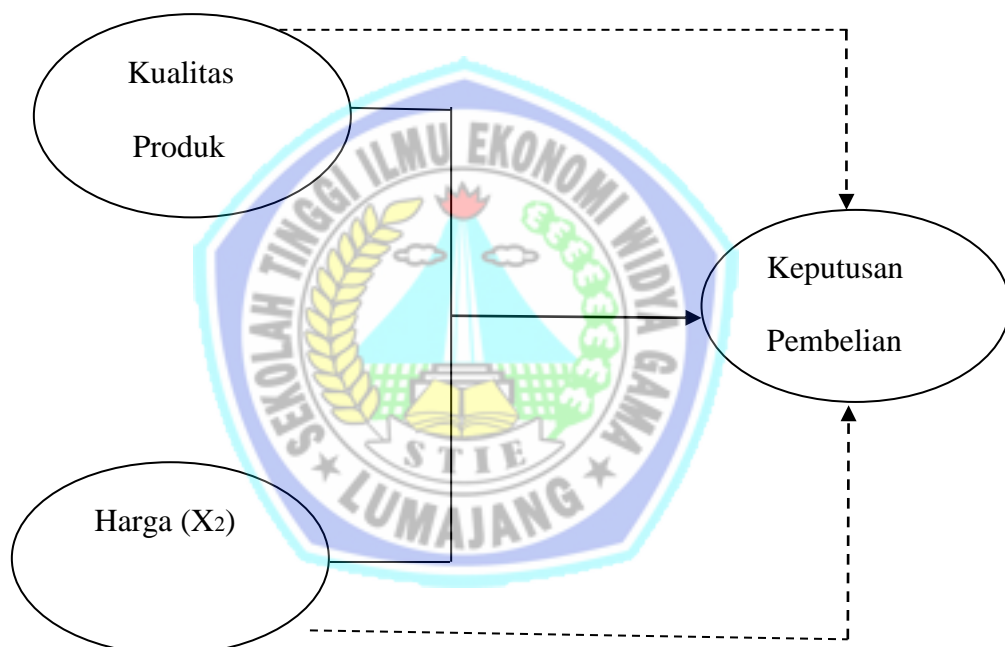 Kualitas
Produk
Keputusan
Pembelian
Harga (X2)
SEKOLAH TINGGI ILMU EKONOMI WIDYA GAMA
STIE
LUMAJANG